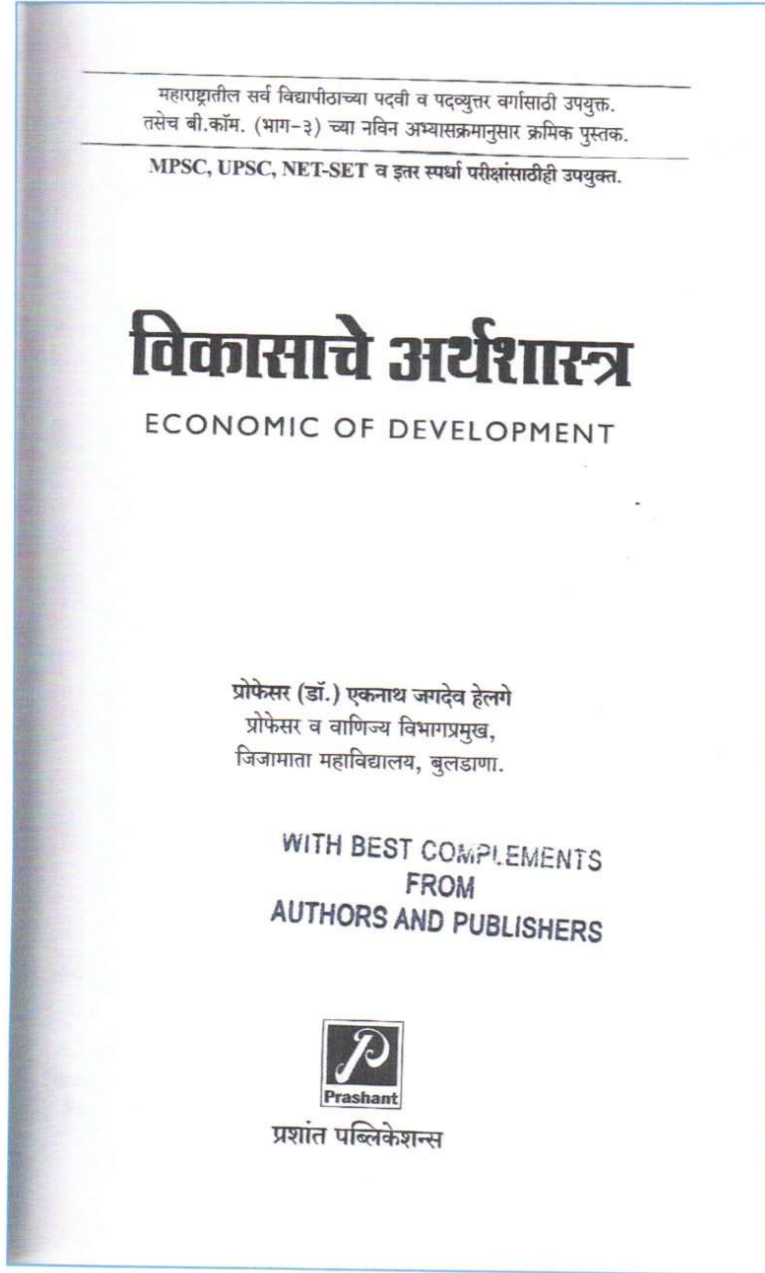 महाराष्ट्रातील सर्व विद्यापीठाच्या पदवी व पदव्युत्तर वर्गासाठी उपयुक्त.
तसेच बी.कॉम. (भाग-३) च्या नविन अभ्यासक्रमानुसार क्रमिक पुस्तक.
MPSC, UPSC, NET-SET व इतर स्पर्धा परीक्षांसाठीही उपयुक्त.
विकासाचे अर्थशास्त्र
ECONOMIC OF DEVELOPMENT
प्रोफेसर (डॉ.) एकनाथ जगदेव हेलगे
प्रोफेसर व वाणिज्य विभागप्रमुख,
जिजामाता महाविद्यालय, बुलडाणा.
WITH BEST COMPLEMENTS
FROM
AUTHORS AND PUBLISHERS
P
Prashant
प्रशांत पब्लिकेशन्स